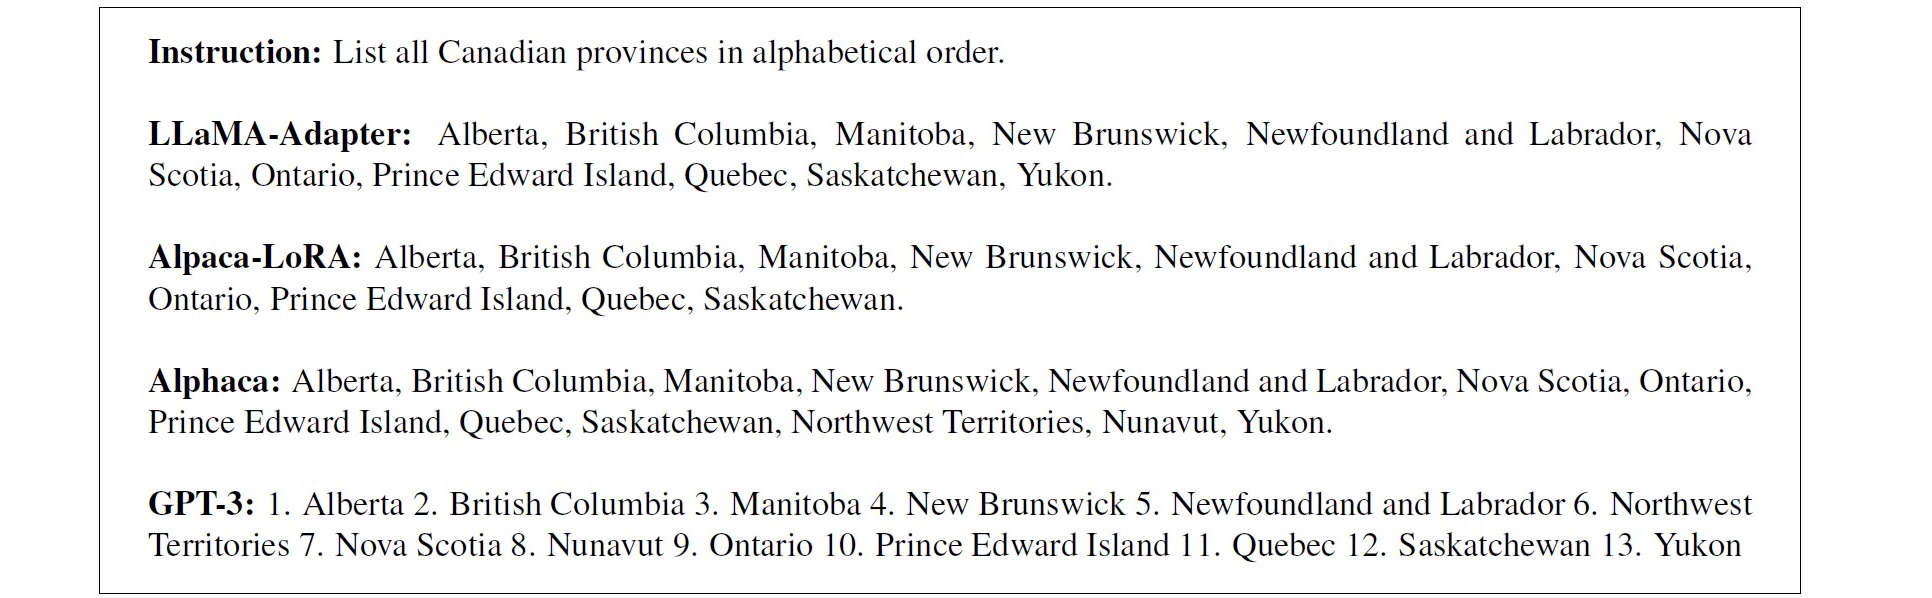 Instruction: List all Canadian provinces in alphabetical order.
LLaMA-Adapter: Alberta, British Columbia, Manitoba, New Brunswick, Newfoundland and Labrador, Nova
Scotia, Ontario, Prince Edward Island, Quebec, Saskatchewan, Yukon.
Alpaca-LoRA: Alberta, British Columbia, Manitoba, New Brunswick, Newfoundland and Labrador, Nova Scotia,
Ontario, Prince Edward Island, Quebec, Saskatchewan.
Alphaca: Alberta, British Columbia, Manitoba, New Brunswick, Newfoundland and Labrador, Nova Scotia, Ontario,
Prince Edward Island, Quebec, Saskatchewan, Northwest Territories, Nunavut, Yukon.
GPT-3: 1. Alberta 2. British Columbia 3. Manitoba 4. New Brunswick 5. Newfoundland and Labrador 6. Northwest
Territories 7. Nova Scotia 8. Nunavut 9. Ontario 10. Prince Edward Island 11. Quebec 12. Saskatchewan 13. Yukon